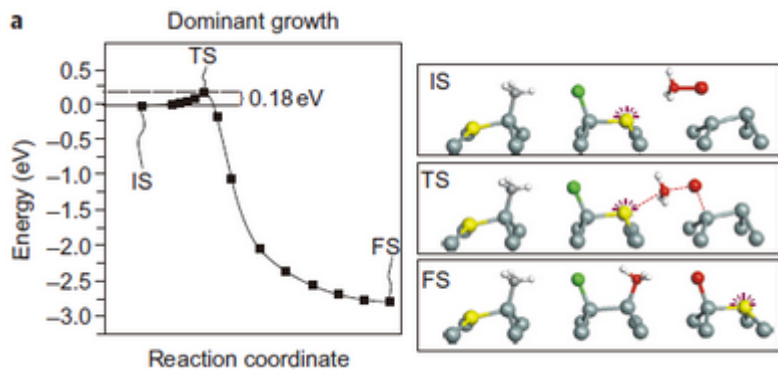 a
Dominant growth
TS
0.5
0.0
−0.5
−1.0
−1.5
−2.0
−2.5
−3.0
0.18 eV
IS
FS
Energy (eV)
Reaction coordinate
IS
TS
FS